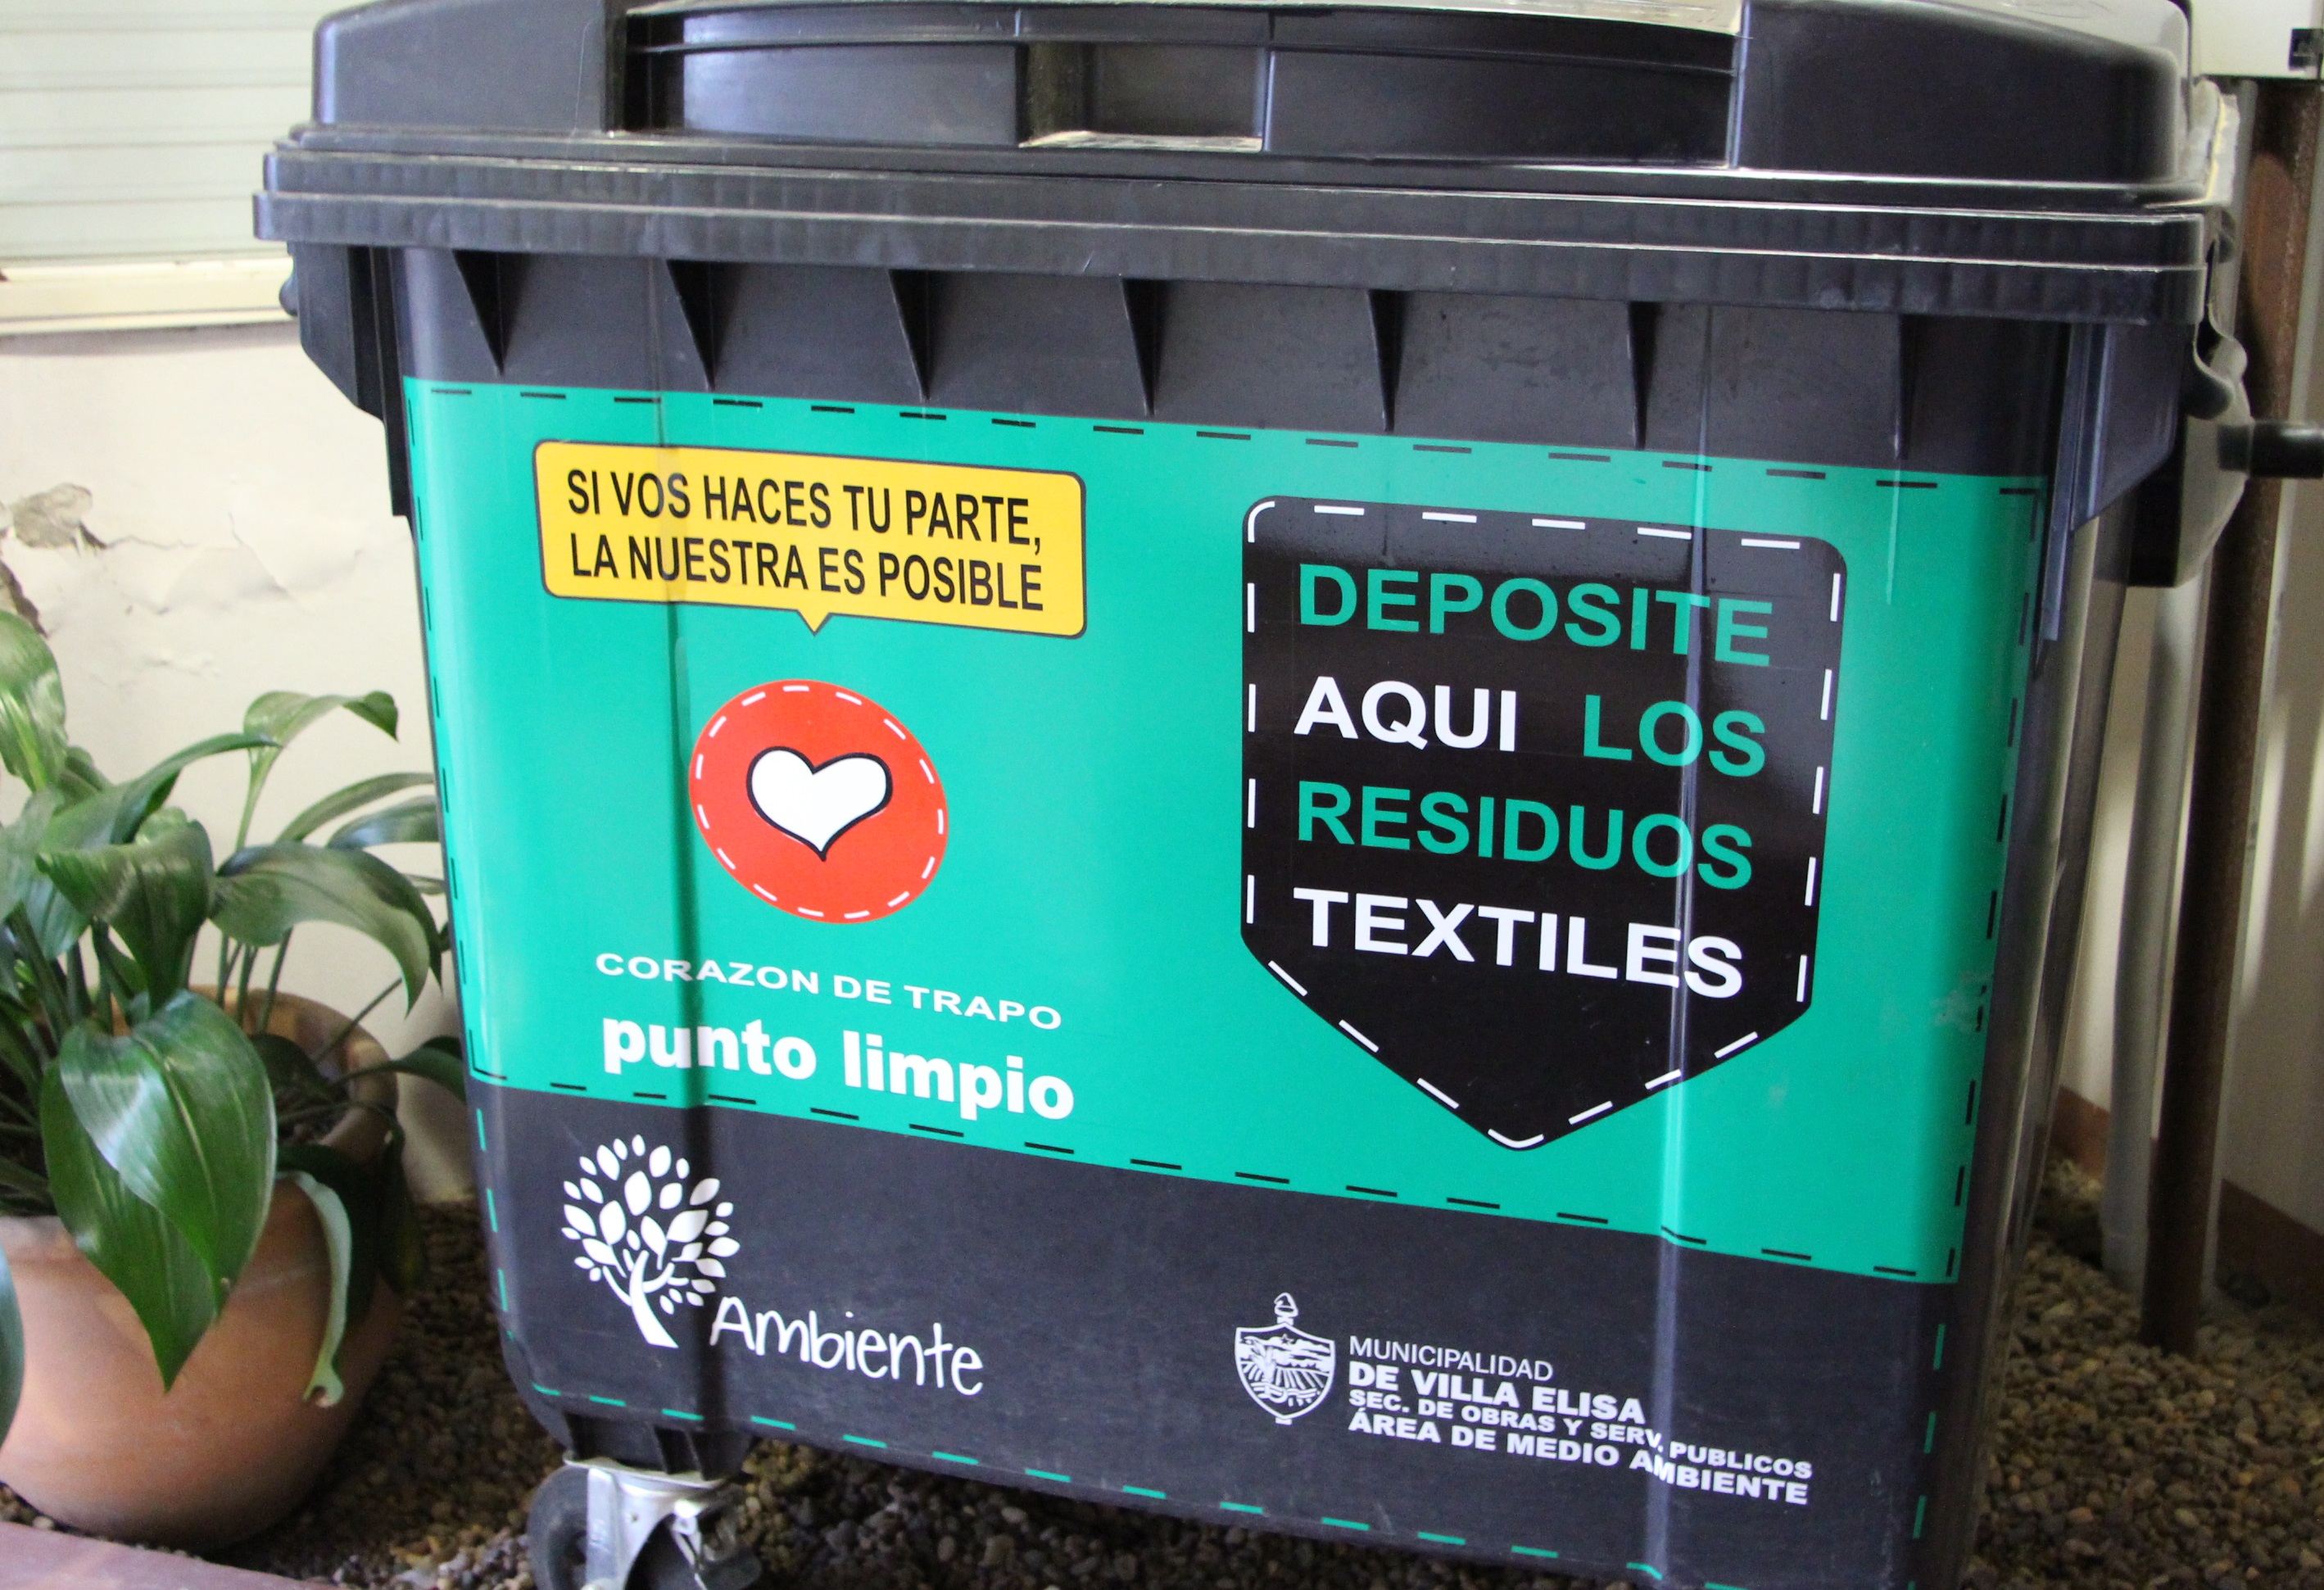 SI VOS HACES TU PARTE,
LA NUESTRA ES POSIBLE
CORAZON DE TRAPO
punto limpio
DEPOSITE
AQUI LOS
RESIDUOS
TEXTILES
Ambiente
MUNICIPALIDAD
DE VILLA ELISA
SEC. DE OBRAS Y SERV. PUBLICOS
ÁREA DE MEDIO AMBIENTE